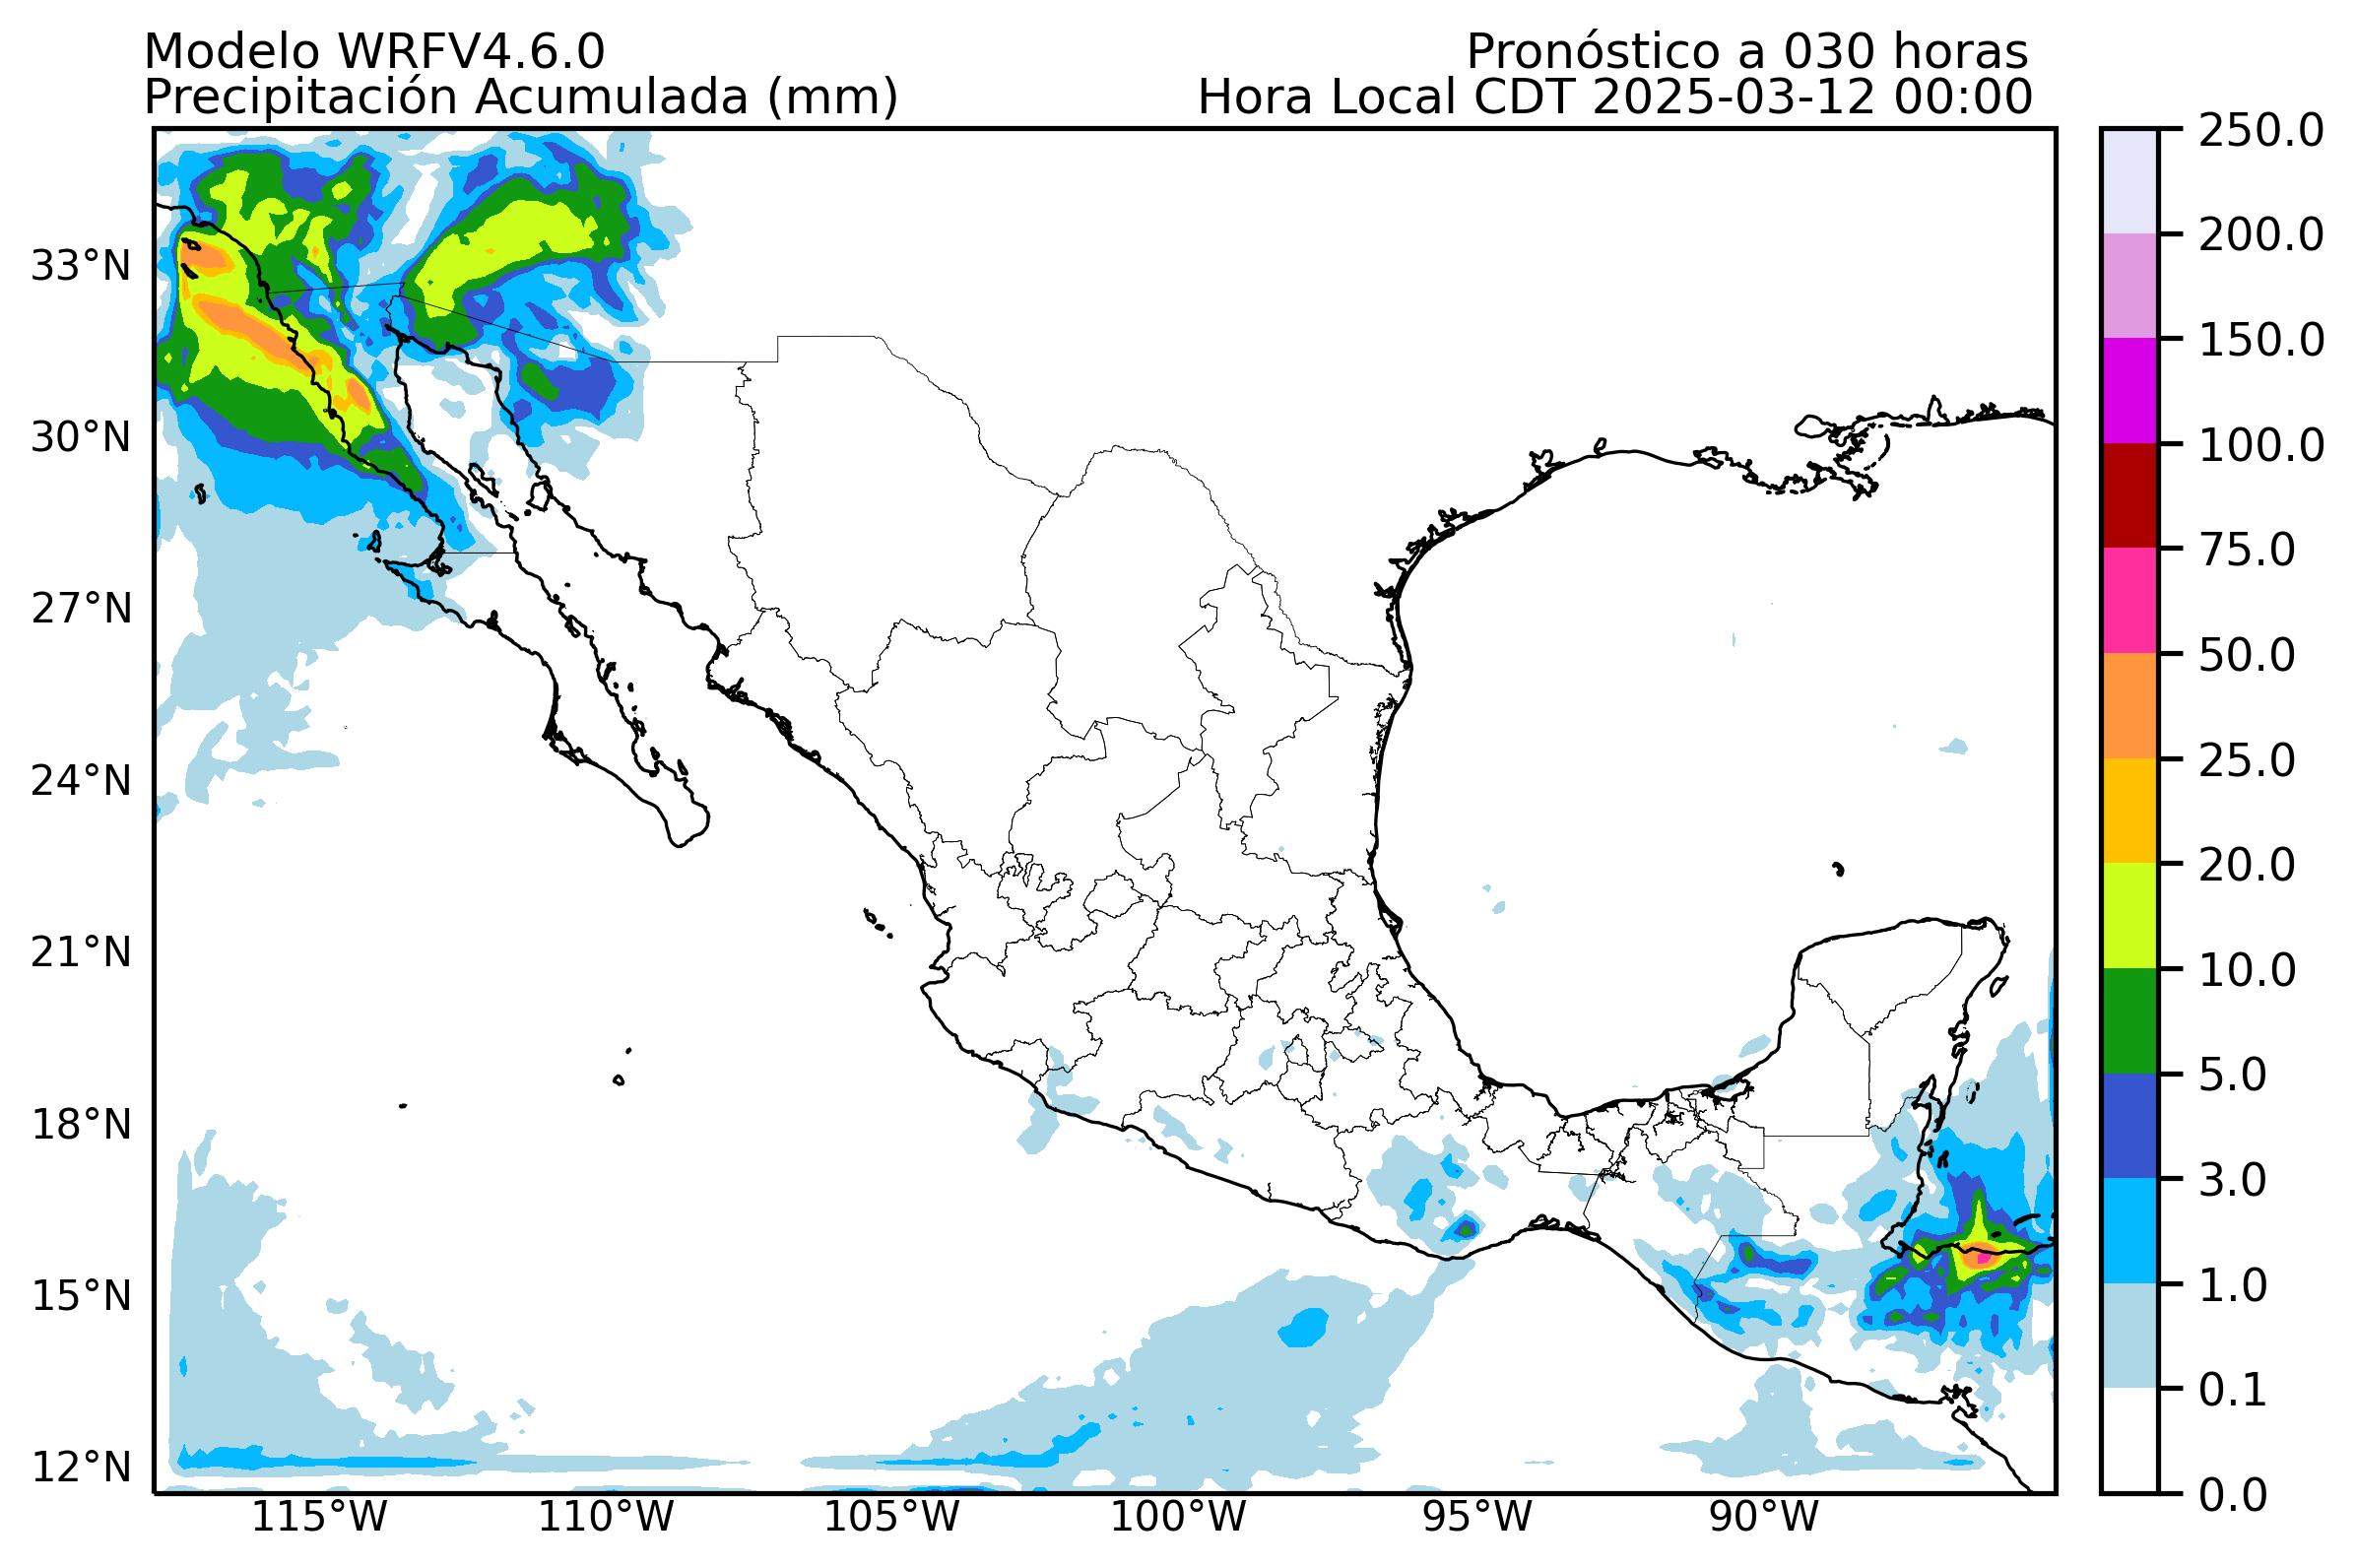 Modelo WRFV4.6.0
Pronóstico a 030 horas
Precipitación Acumulada (mm)
Hora Local CDT 2025-03-12 00:00
33°N
30°N
27°N
24°N
21°N
18°N
15°N
12°N
115°W
110°W
105°W
100°W
95°W
90°W
250.0
200.0
150.0
100.0
75.0
50.0
25.0
20.0
10.0
5.0
3.0
1.0
0.1
0.0